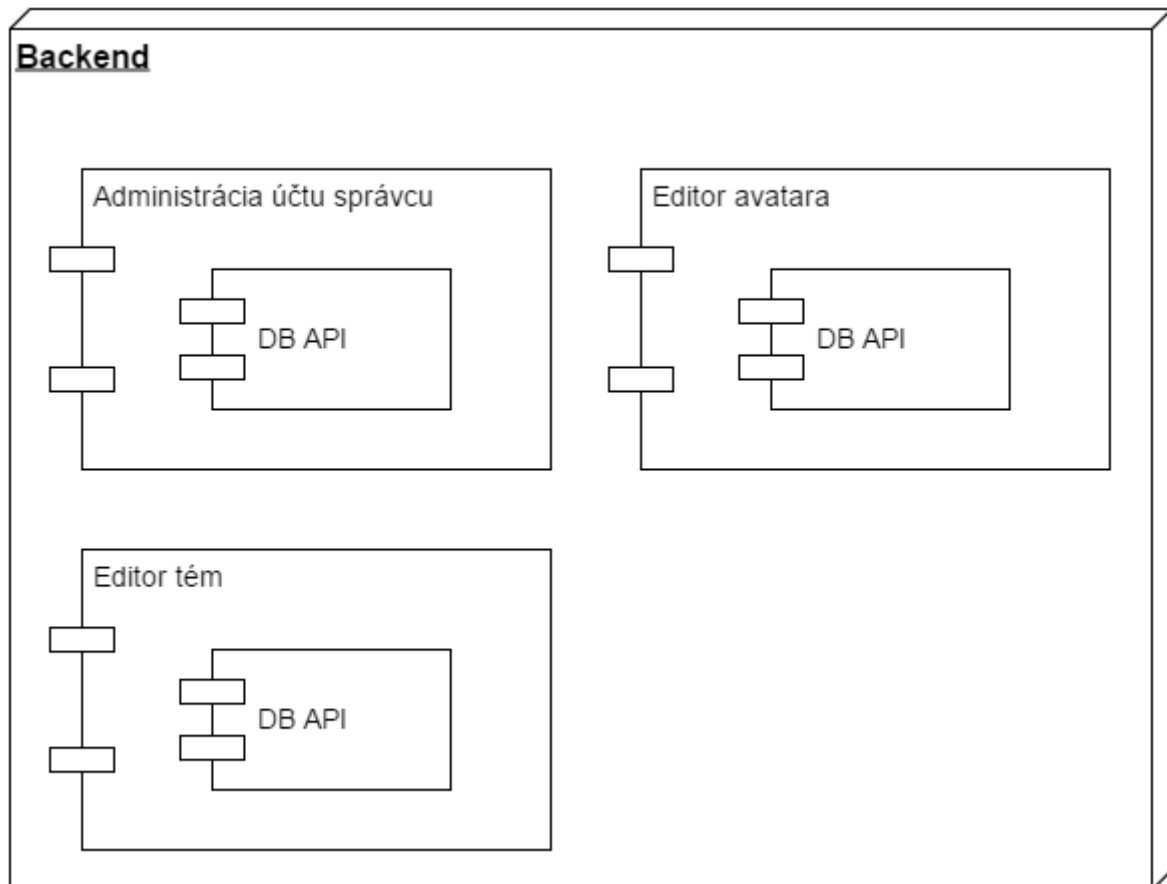 Backend
Administrácia účtu správcu
DB API
Editor avatara
DB API
Editor tém
DB API